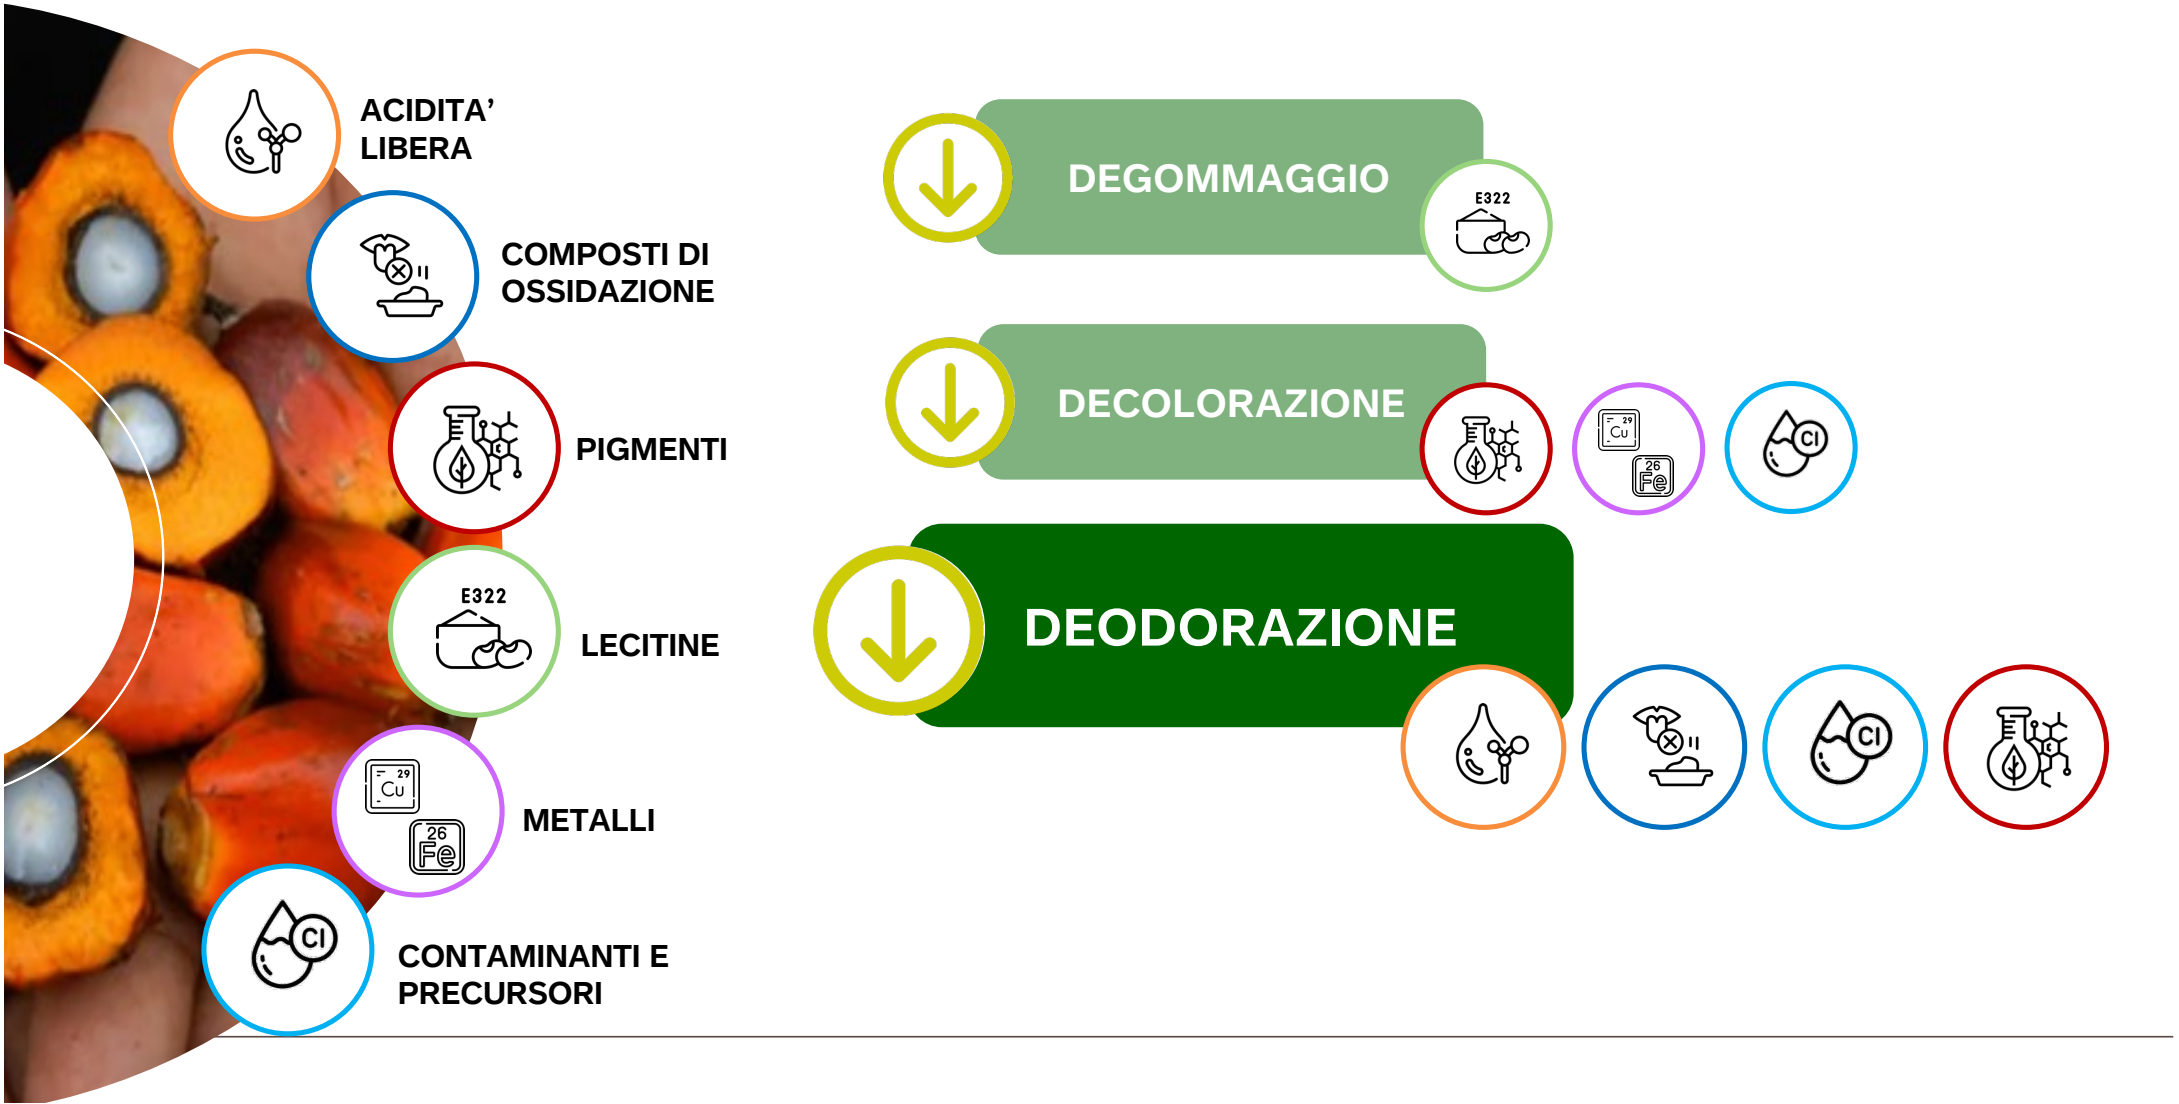 ACIDITA’
LIBERA
COMPOSTI DI
OSSIDAZIONE
PIGMENTI
E322
LECITINE
29
Cu
26
Fe
METALLI
Cl
CONTAMINANTI E
PRECURSORI
DEGOMMAGGIO
E322
DECOLORAZIONE
29
Cu
26
Fe
Cl
DEODORAZIONE
Cl